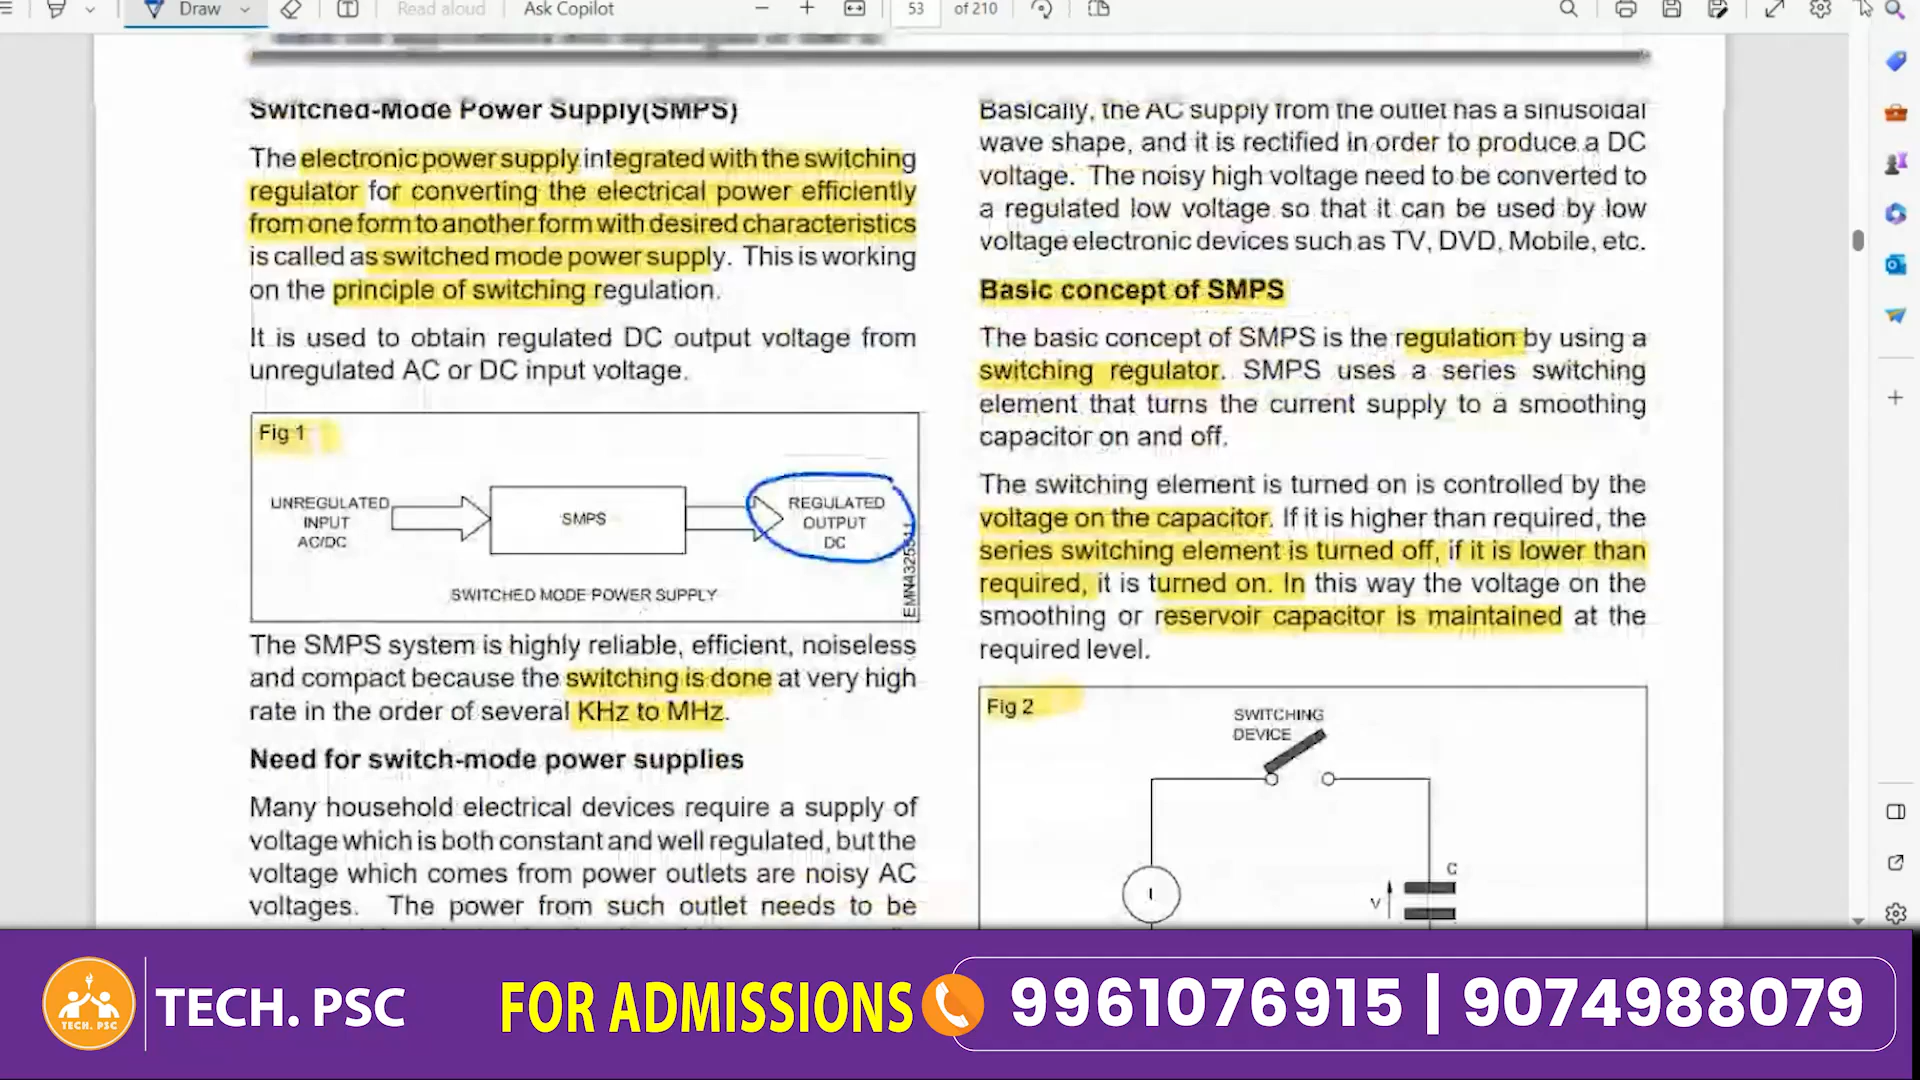 Draw
Read aloud
Ask Copilot
53
of 210
Switched-Mode Power Supply(SMPS)
The electronic power supply integrated with the switching
regulator for converting the electrical power efficiently
from one form to another form with desired characteristics
is called as switched mode power supply. This is working
on the principle of switching regulation.
It is used to obtain regulated DC output voltage from
unregulated AC or DC input voltage.
Fig 1
UNREGULATED
INPUT
AC/DC
SMPS
REGULATED
OUTPUT
DC
SWITCHED MODE POWER SUPPLY
The SMPS system is highly reliable, efficient, noiseless
and compact because the switching is done at very high
rate in the order of several KHz to MHz.
Need for switch-mode power supplies
Many household electrical devices require a supply of
voltage which is both constant and well regulated, but the
voltage which comes from power outlets are noisy AC
voltages. The power from such outlet needs to be
Basically, the AC supply from the outlet has a sinusoidal
wave shape, and it is rectified in order to produce a DC
voltage. The noisy high voltage need to be converted to
a regulated low voltage so that it can be used by low
voltage electronic devices such as TV, DVD, Mobile, etc.
Basic concept of SMPS
The basic concept of SMPS is the regulation by using a
switching regulator. SMPS uses a series switching
element that turns the current supply to a smoothing
capacitor on and off.
The switching element is turned on is controlled by the
voltage on the capacitor. If it is higher than required, the
series switching element is turned off, if it is lower than
required, it is turned on. In this way the voltage on the
smoothing or reservoir capacitor is maintained at the
required level.
Fig 2
SWITCHING
DEVICE
I
V
C
TECH. PSC
TECH. PSC
FOR ADMISSIONS
9961076915 | 9074988079